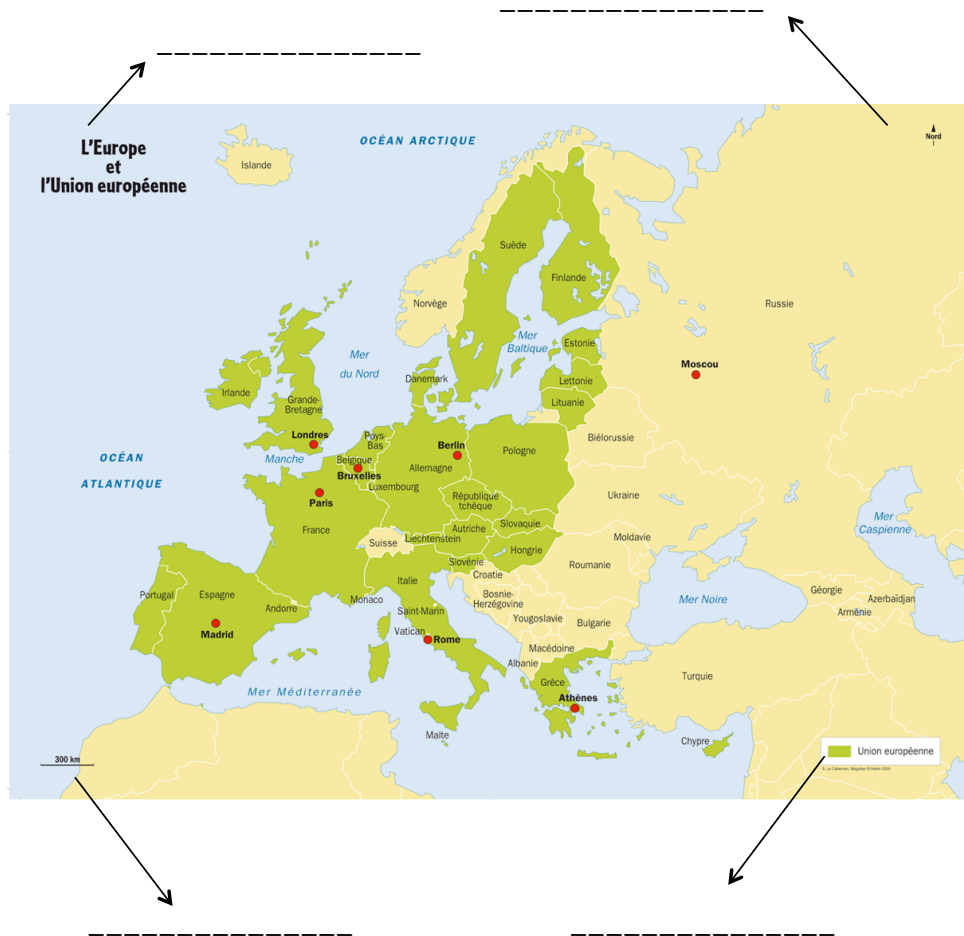 L'Europe
et
l'Union européenne
OCÉAN ARCTIQUE
Nord
Islande
Suède
Finlande
Norvège
Russie
Mer
Baltique
Estonie
Mer
du Nord
Moscou
Danemark
Lettonie
Irlande
Grande-
Bretagne
Lituanie
Londres
Pays-
Bas
Berlin
Biélorussie
Pologne
OCÉAN
ATLANTIQUE
Manche
Belgique
Allemagne
Bruxelles
Luxembourg
Paris
République
tchèque
Ukraine
France
Slovaquie
Autriche
Mer
Caspienne
Suisse
Liechtenstein
Moldavie
Hongrie
Slovénie
Roumanie
Croatie
Italie
Portugal
Espagne
Andorre
Monaco
Bosnie-
Herzégovine
Géorgie
Azerbaïdjan
Mer Noire
Arménie
Saint-Marin
Yougoslavie
Bulgarie
Madrid
Vatican
Rome
Macédoine
Albanie
Turquie
Grèce
Mer Méditerranée
Athènes
Malte
Chypre
Union européenne
300 km